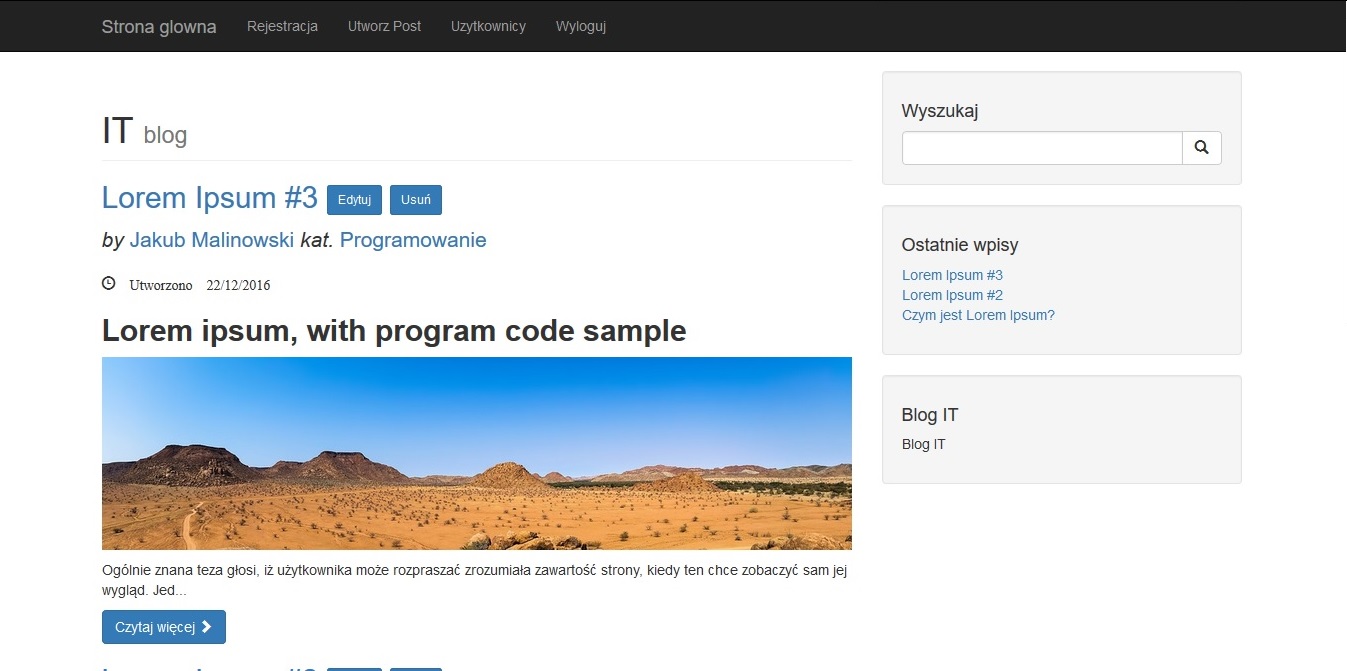 Strona glowna Rejestracja Utworz Post Uzytkownicy Wyloguj
IT blog
Lorem Ipsum #3 Edytuj Usuń
by Jakub Malinowski kat. Programowanie
Utworzono 22/12/2016
Lorem ipsum, with program code sample
Ogólnie znana teza głosi, iż użytkownika może rozpraszać zrozumiała zawartość strony, kiedy ten chce zobaczyć sam jej
wygląd. Jed...
Czytaj więcej
Wyszukaj
Ostatnie wpisy
Lorem Ipsum #3
Lorem Ipsum #2
Czym jest Lorem Ipsum?
Blog IT
Blog IT